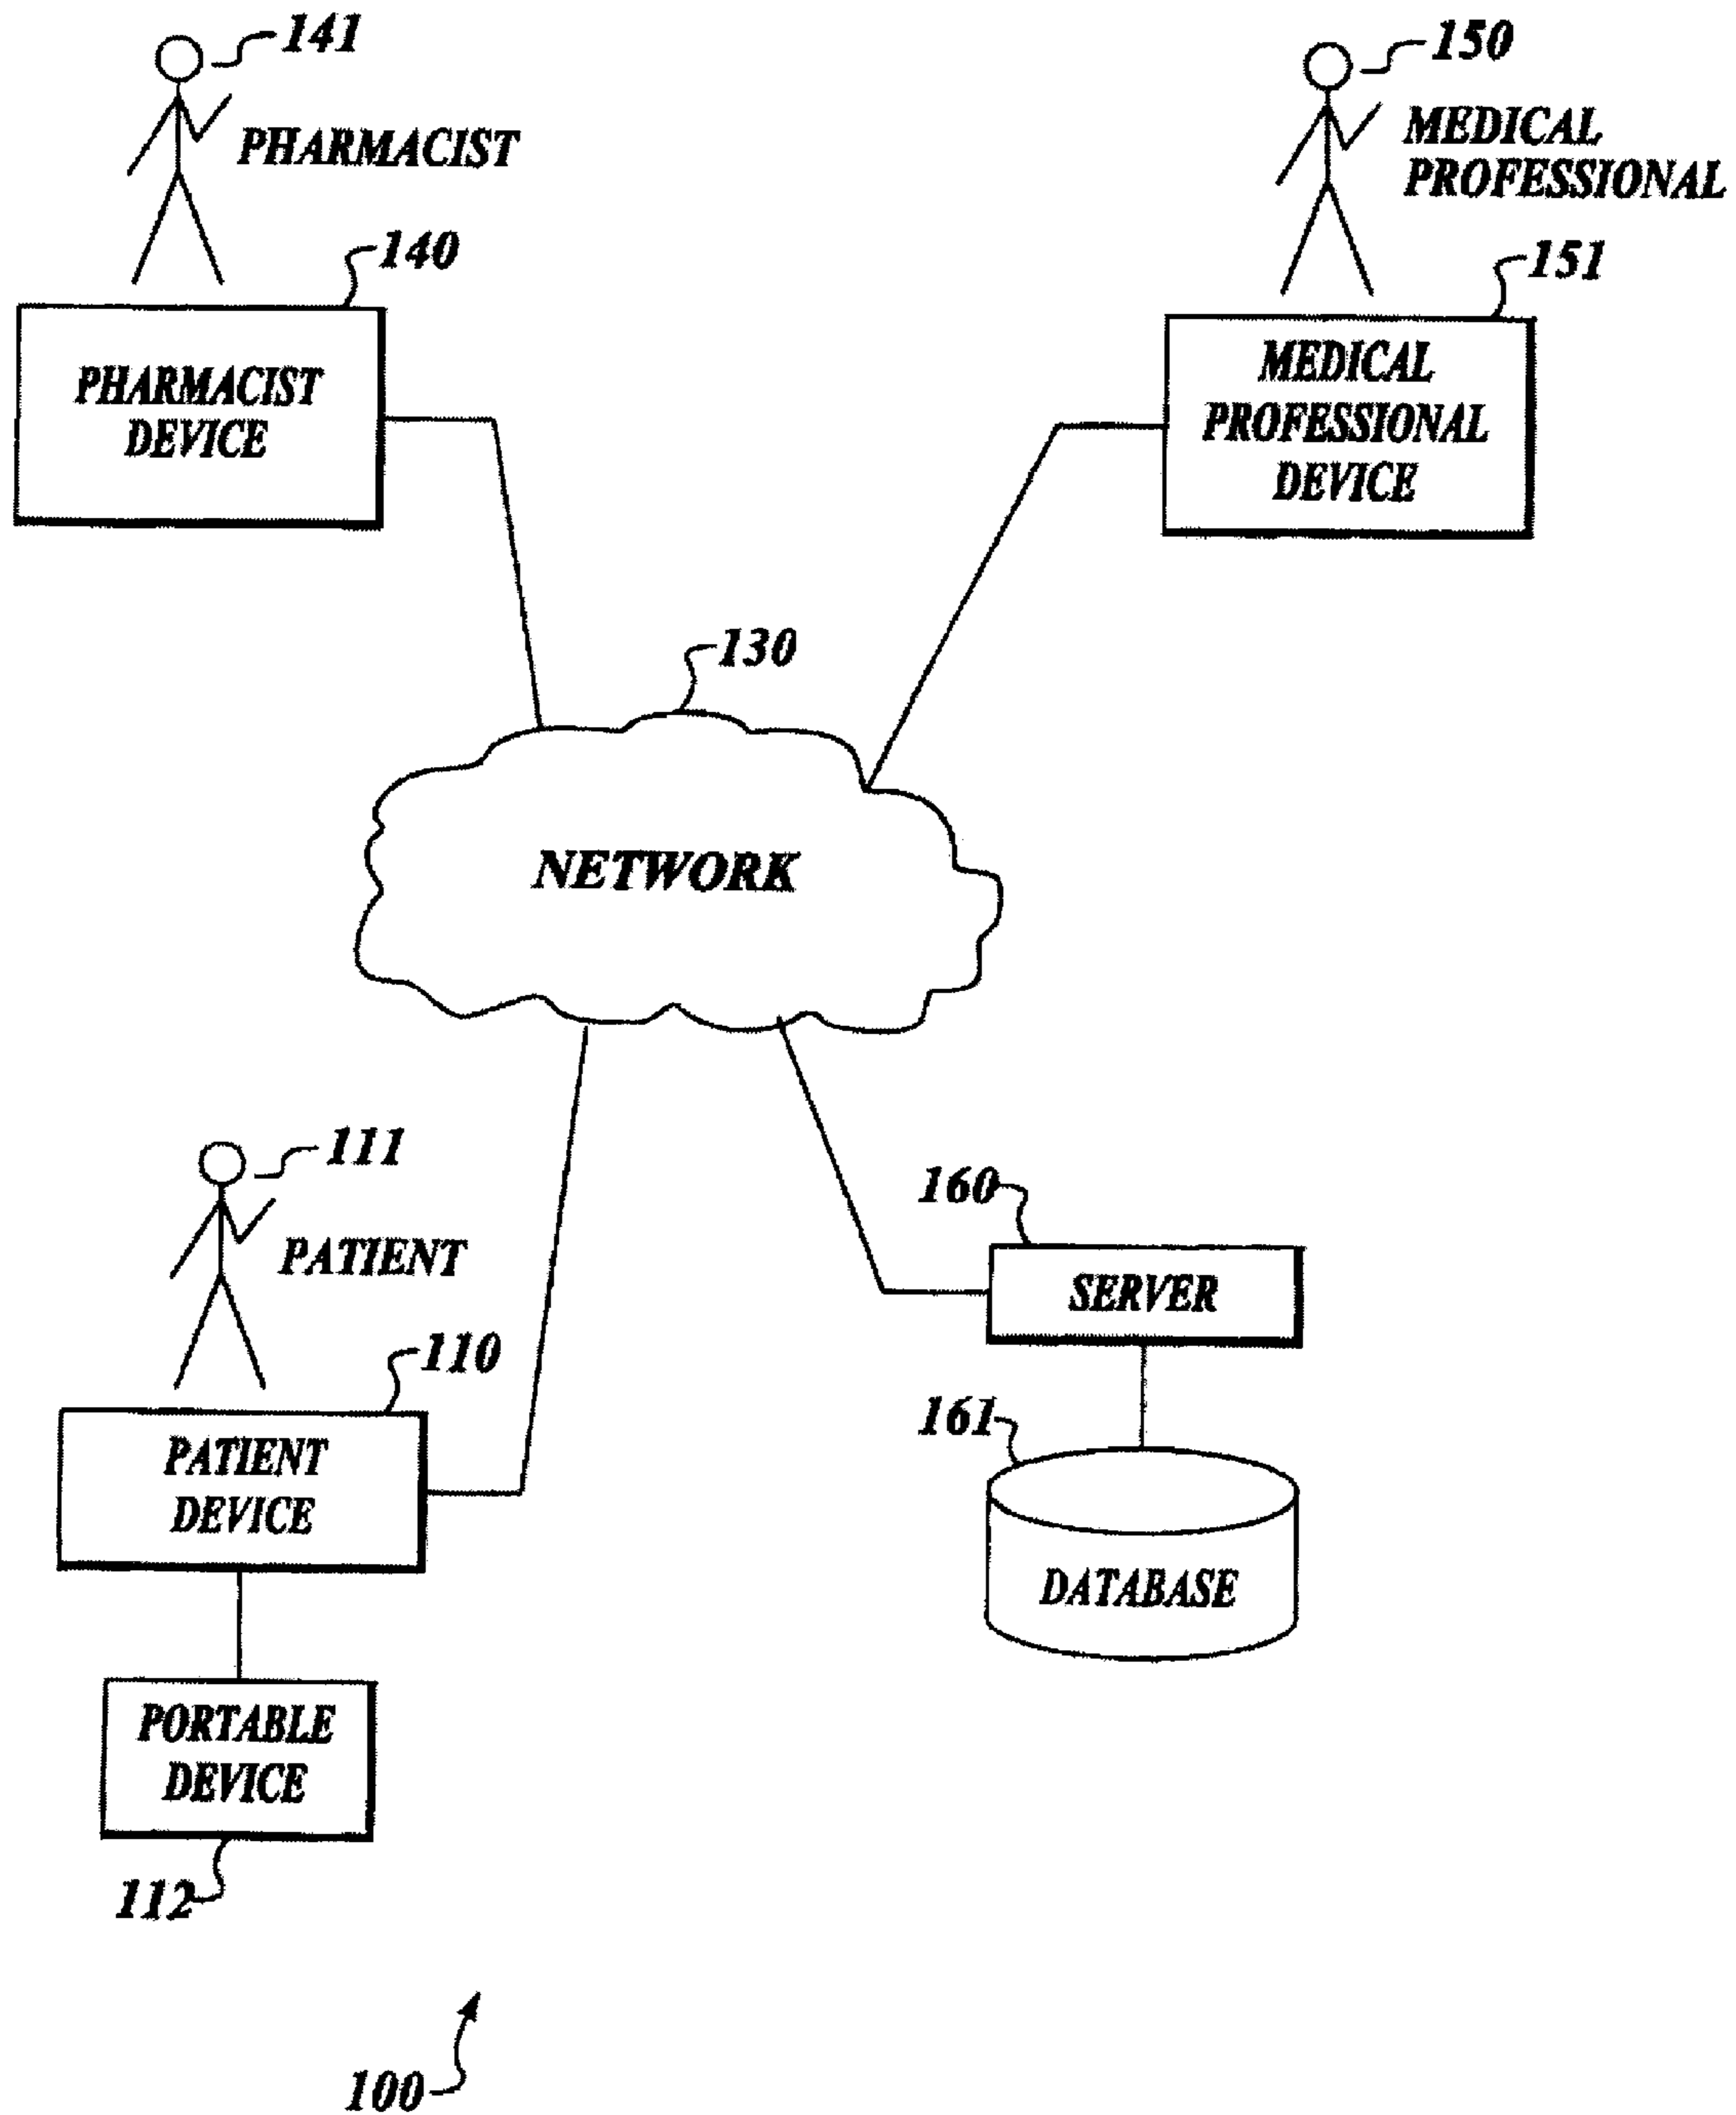 141
PHARMACIST
140
PHARMACIST
DEVICE
150
MEDICAL
PROFESSIONAL
151
MEDICAL
PROFESSIONAL
DEVICE
130
NETWORK
111
PATIENT
110
PATIENT
DEVICE
PORTABLE
DEVICE
112
160
SERVER
161
DATABASE
100